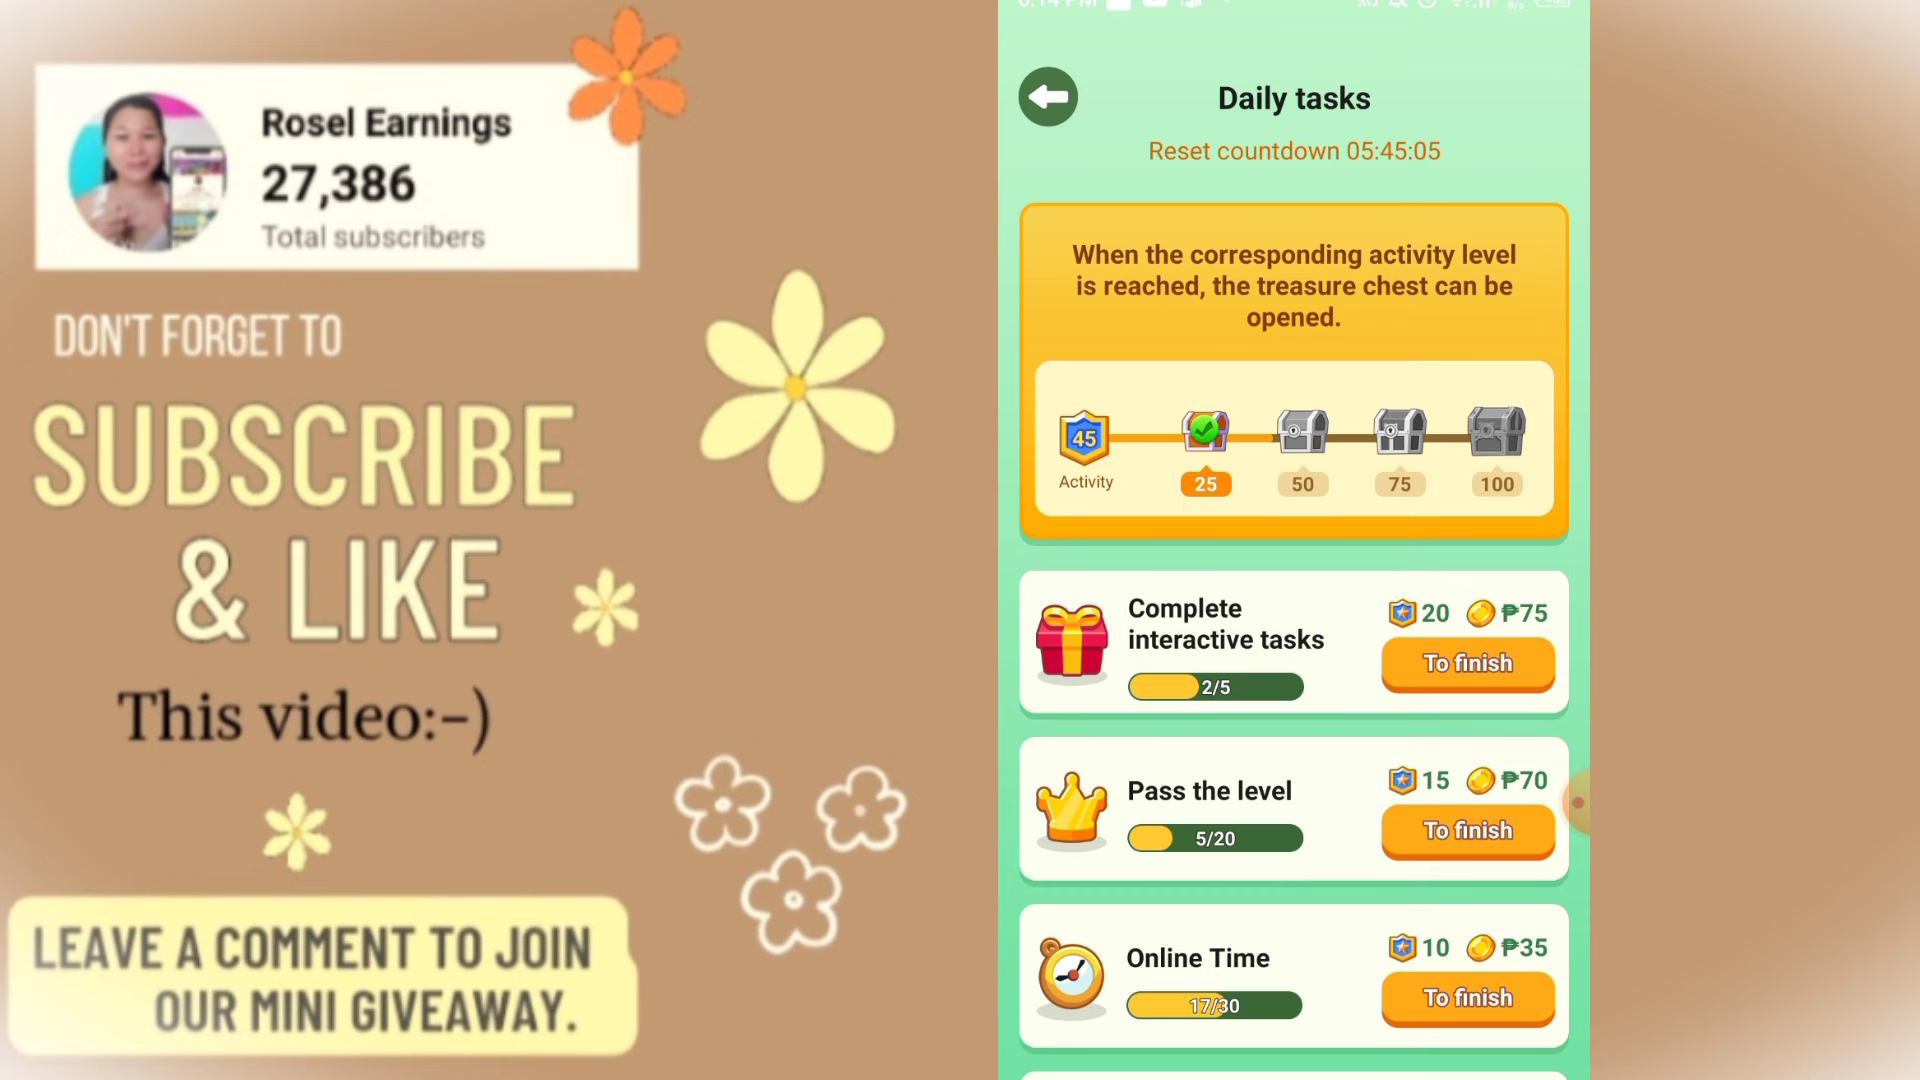 Rosel Earnings
27,386
Total subscribers
DON'T FORGET TO
SUBSCRIBE
& LIKE
This video:-)
LEAVE A COMMENT TO JOIN
OUR MINI GIVEAWAY.
Daily tasks
Reset countdown 05:45:05
When the corresponding activity level
is reached, the treasure chest can be
opened.
45
Activity
25
50
75
100
Complete
interactive tasks
2/5
20
₱75
To finish
Pass the level
5/20
15
₱70
To finish
Online Time
17/30
10
₱35
To finish